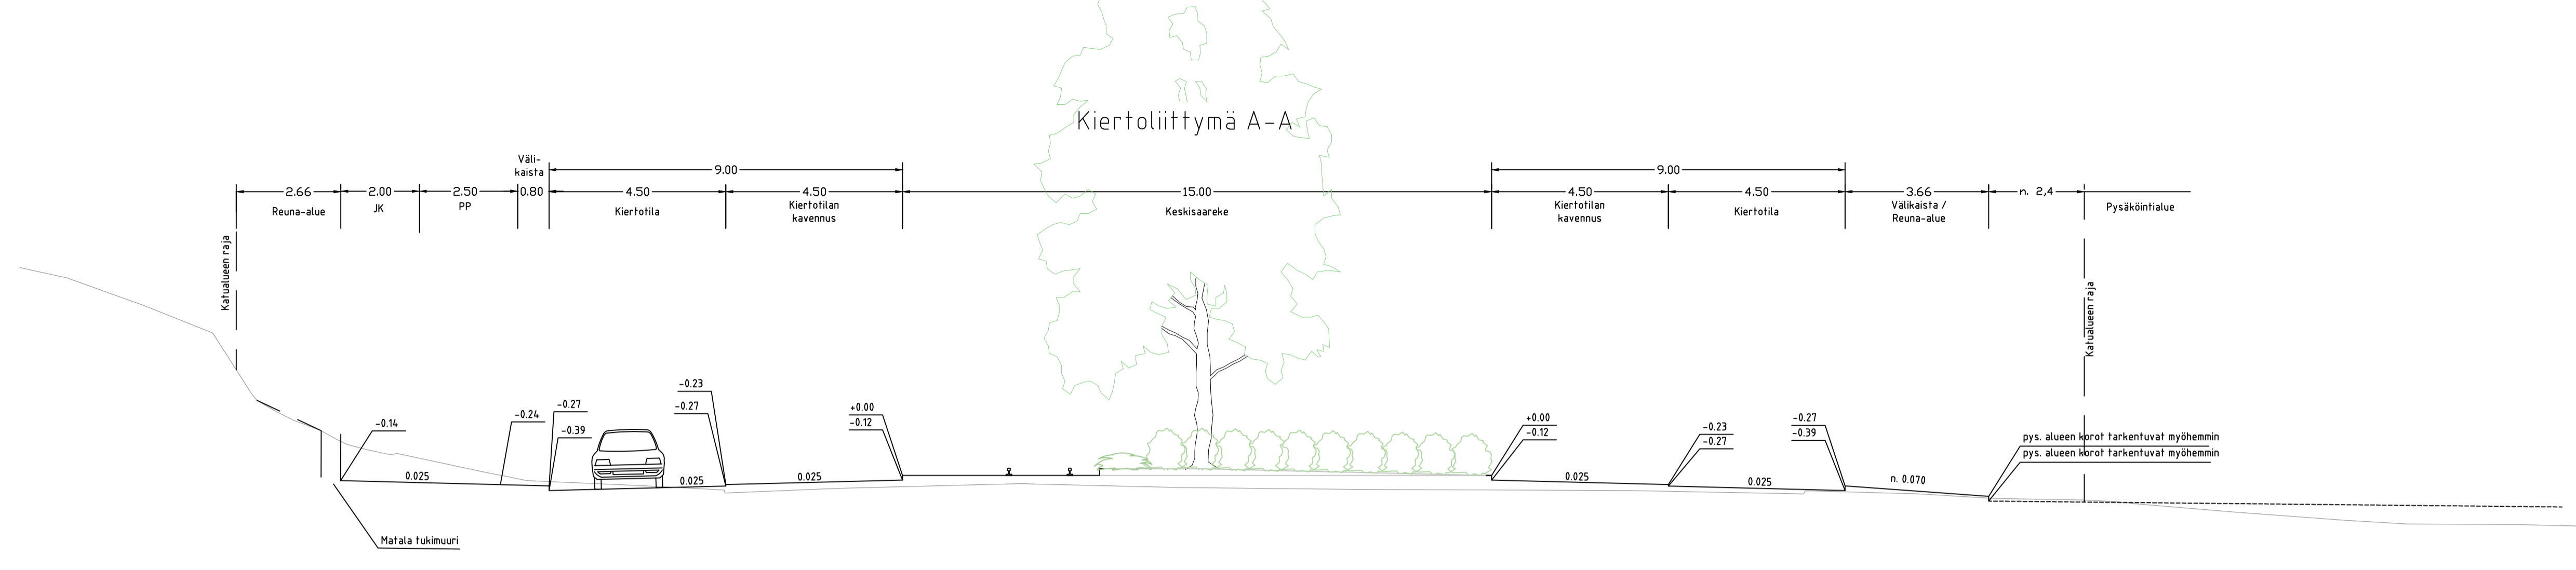 Kiertoliittymä A-A
Väli-
kaista
9.00
9.00
2.66
2.00
2.50
0.80
4.50
4.50
15.00
4.50
4.50
3.66
n. 2,4
Reuna-alue
JK
PP
Kiertotila
Kiertotilan
kavennus
Keskisaareke
Kiertotilan
kavennus
Kiertotila
Välikaista /
Reuna-alue
Pysäköintialue
Katualueen raja
Katualueen raja
-0.14
-0.24
-0.27
-0.39
-0.23
-0.27
+0.00
-0.12
+0.00
-0.12
-0.23
-0.27
-0.27
-0.39
pys. alueen korot tarkentuvat myöhemmin
pys. alueen korot tarkentuvat myöhemmin
0.025
0.025
0.025
0.025
0.025
n. 0.070
Matala tukimuuri